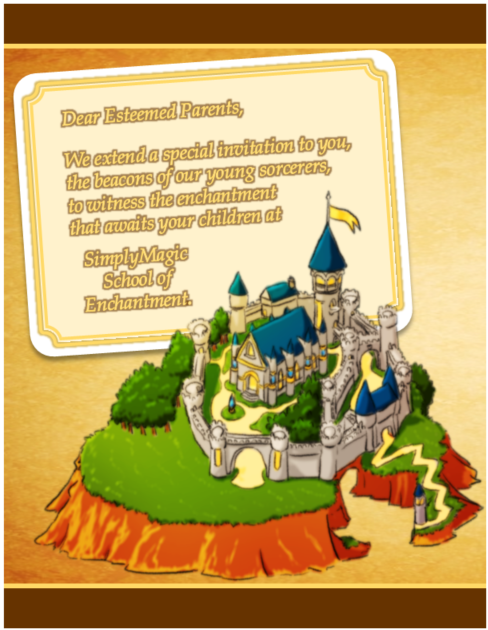 Dear Esteemed Parents,
We extend a special invitation to you,
the beacons of our young sorcerers,
to witness the enchantment
that awaits your children at
SimplyMagic
School of
Enchantment.